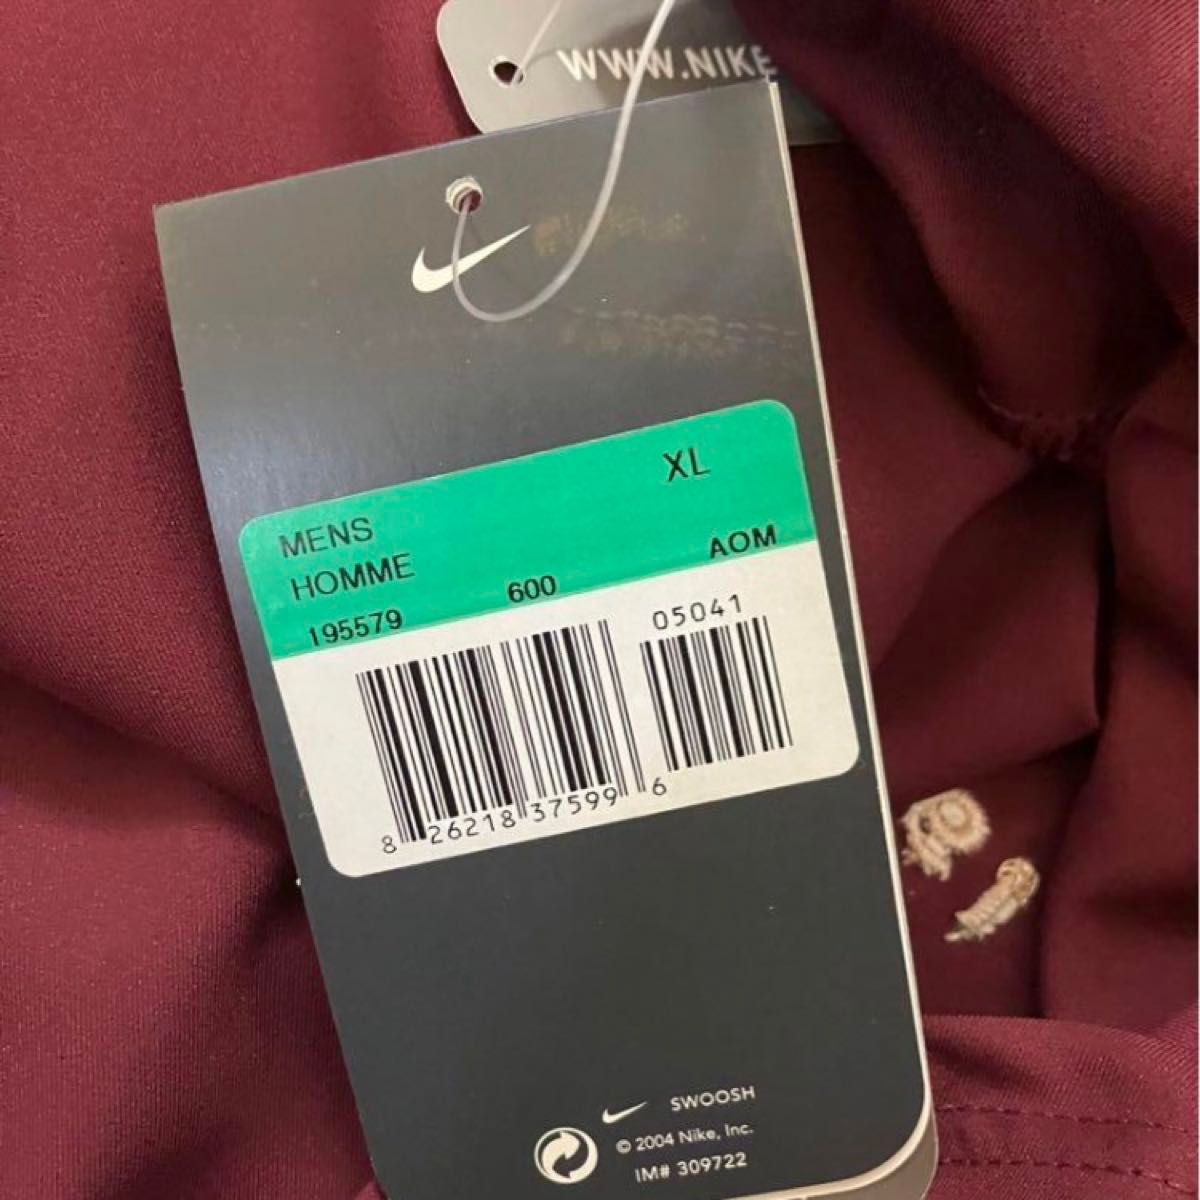 WWW.NIKE
XL
MENS
HOMME
AOM
195579
600
05041
8 26218 37599 6
SWOOSH
© 2004 Nike, Inc.
IM# 309722